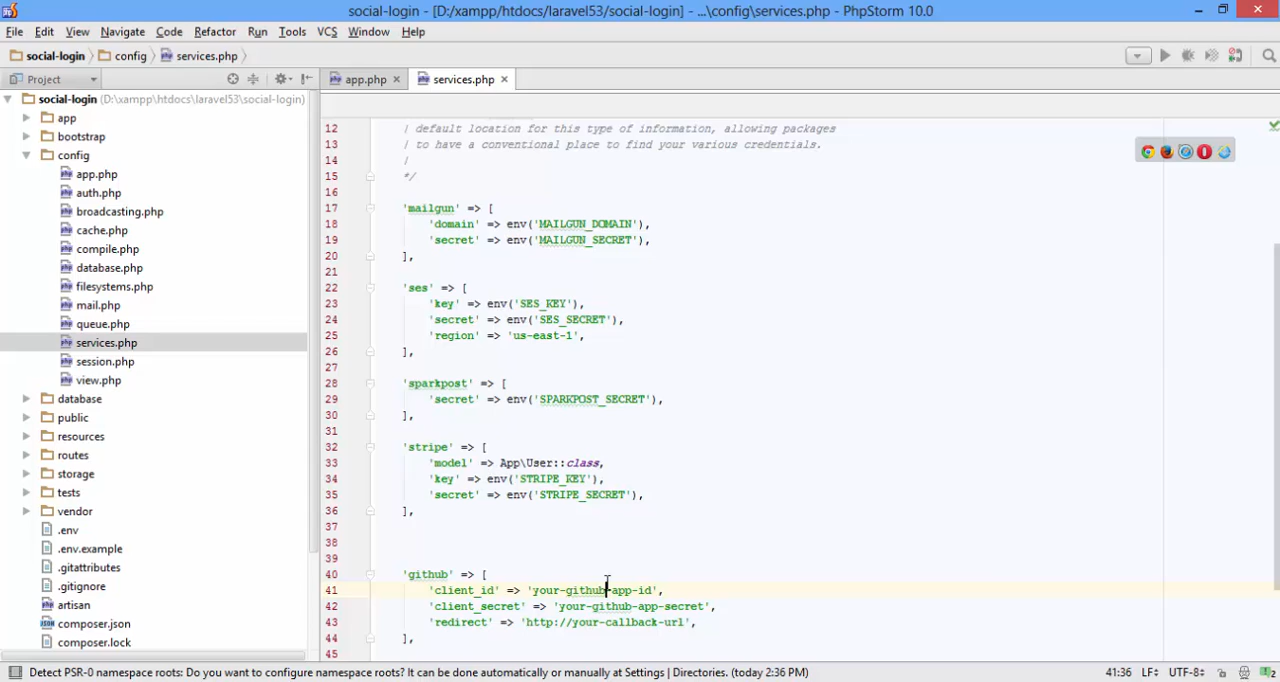 social-login - [D:/xampp/htdocs/laravel53/social-login] - ...\config\services.php - PhpStorm 10.0
File Edit View Navigate Code Refactor Run Tools VCS Window Help
social-login config services.php
Project
app.php
services.php
social-login (D:\xampp\htdocs\laravel53\social-login)
app
bootstrap
config
app.php
auth.php
broadcasting.php
cache.php
compile.php
database.php
filesystems.php
mail.php
queue.php
services.php
session.php
view.php
database
public
resources
routes
storage
tests
vendor
.env
.env.example
.gitattributes
.gitignore
artisan
composer.json
composer.lock
12 | default location for this type of information, allowing packages
13 | to have a conventional place to find your various credentials.
14 |
15 */
16
17 'mailgun' => [
18 'domain' => env('MAILGUN_DOMAIN'),
19 'secret' => env('MAILGUN_SECRET'),
20 ],
21
22 'ses' => [
23 'key' => env('SES_KEY'),
24 'secret' => env('SES_SECRET'),
25 'region' => 'us-east-1',
26 ],
27
28 'sparkpost' => [
29 'secret' => env('SPARKPOST_SECRET'),
30 ],
31
32 'stripe' => [
33 'model' => App\User::class,
34 'key' => env('STRIPE_KEY'),
35 'secret' => env('STRIPE_SECRET'),
36 ],
37
38
39
40 'github' => [
41 'client_id' => 'your-github-app-id',
42 'client_secret' => 'your-github-app-secret',
43 'redirect' => 'http://your-callback-url',
44 ],
45
Detect PSR-0 namespace roots: Do you want to configure namespace roots? It can be done automatically or manually at Settings | Directories. (today 2:36 PM)
41:36 LF÷ UTF-8÷